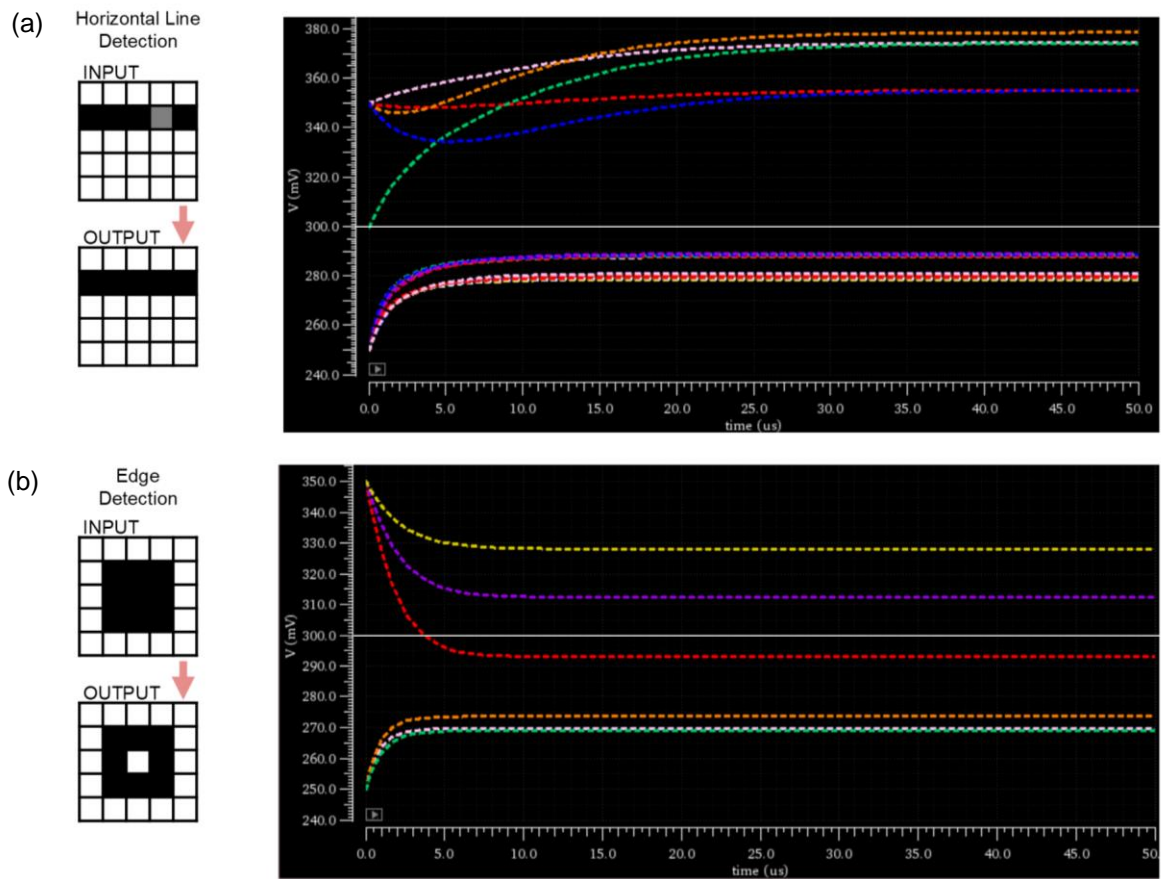 (a)
Horizontal Line
Detection
INPUT
OUTPUT
V (mV)
380.0
360.0
340.0
320.0
300.0
280.0
260.0
240.0
0.0 5.0 10.0 15.0 20.0 25.0 30.0 35.0 40.0 45.0 50.0
time (us)
(b)
Edge
Detection
INPUT
OUTPUT
V (mV)
350.0
340.0
330.0
320.0
310.0
300.0
290.0
280.0
270.0
260.0
250.0
240.0
0.0 5.0 10.0 15.0 20.0 25.0 30.0 35.0 40.0 45.0 50.
time (us)